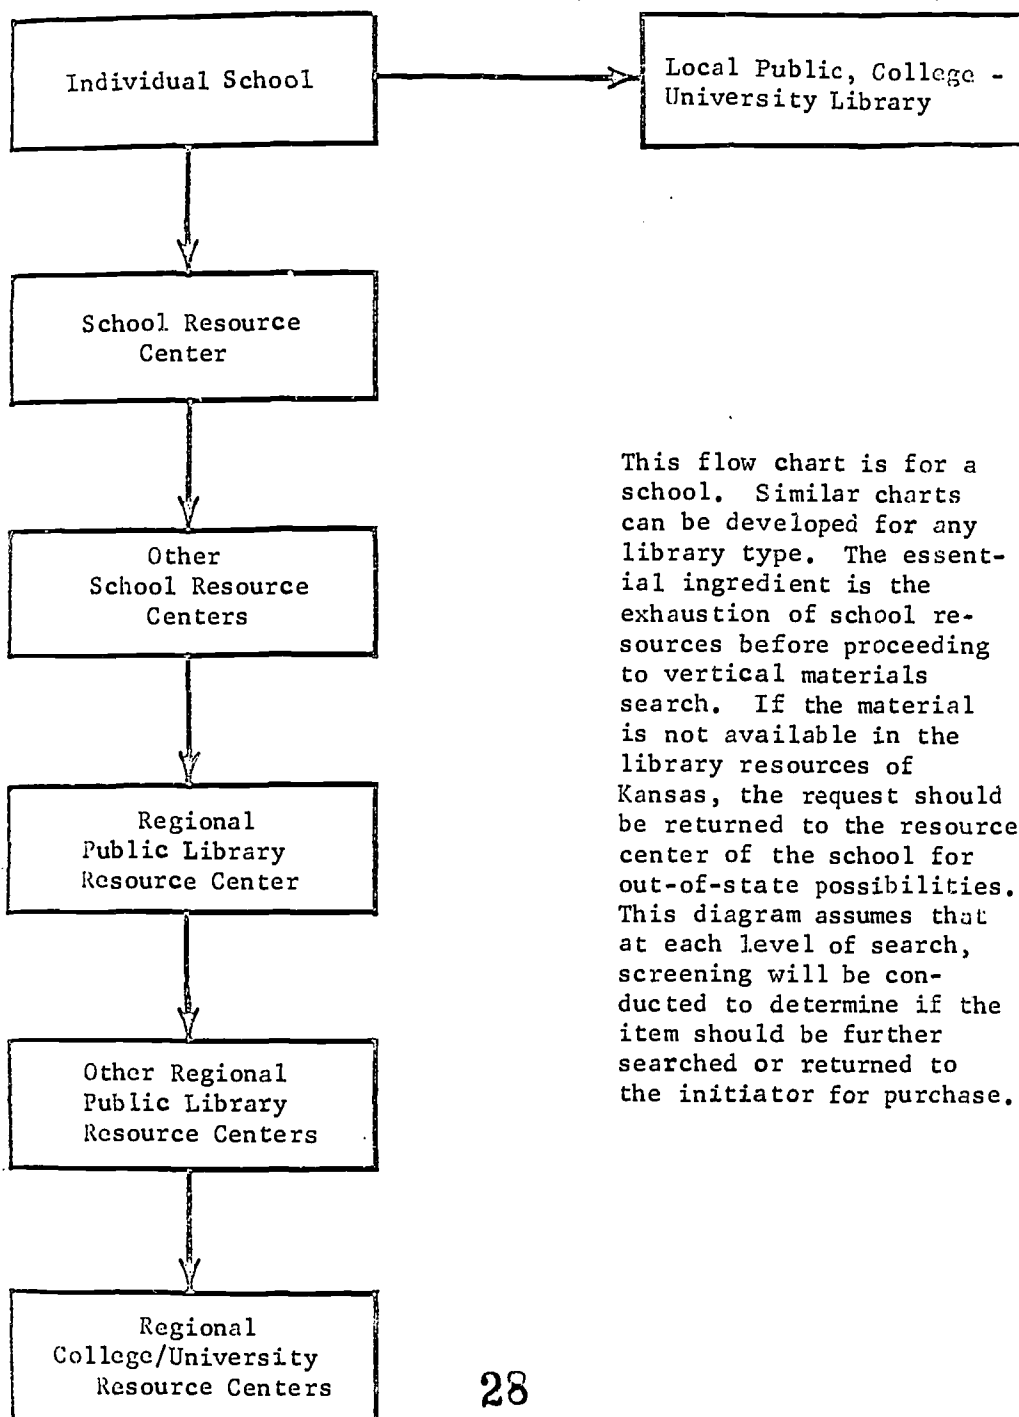 Individual School
Local Public, College -
University Library
School Resource
Center
Other
School Resource
Centers
Regional
Public Library
Resource Center
Other Regional
Public Library
Resource Centers
Regional
College/University
Resource Centers
This flow chart is for a
school. Similar charts
can be developed for any
library type. The essent-
ial ingredient is the
exhaustion of school re-
sources before proceeding
to vertical materials
search. If the material
is not available in the
library resources of
Kansas, the request should
be returned to the resource
center of the school for
out-of-state possibilities.
This diagram assumes that
at each level of search,
screening will be con-
ducted to determine if the
item should be further
searched or returned to
the initiator for purchase.
28